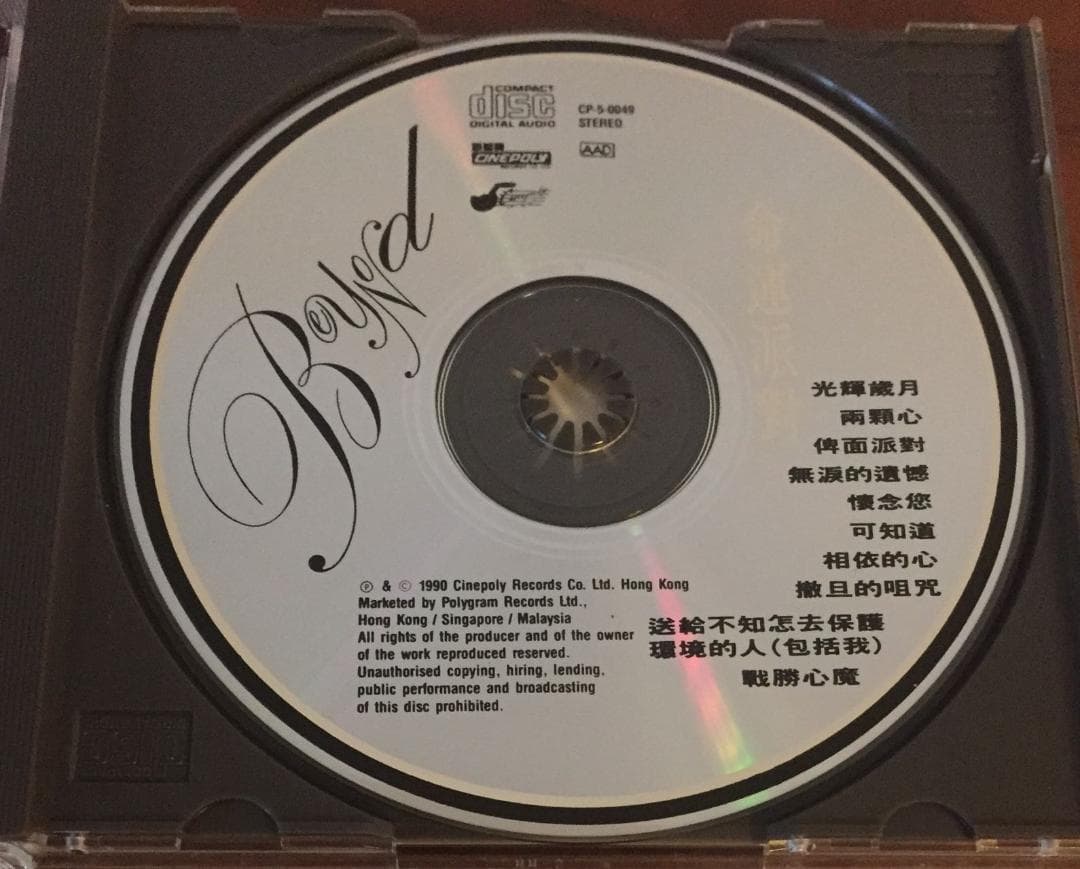 COMPACT
disc
DIGITAL AUDIO
CP-5-0049
STEREO
CINEPOLY
AAD
Beyond
光輝歲月
兩顆心
俾面派對
無淚的遺憾
懷念您
可知道
相依的心
撒旦的咀咒
送給不知怎去保護
環境的人(包括我)
戰勝心魔
Ⓟ & © 1990 Cinepoly Records Co. Ltd. Hong Kong
Marketed by Polygram Records Ltd.,
Hong Kong / Singapore / Malaysia
All rights of the producer and of the owner
of the work reproduced reserved.
Unauthorised copying, hiring, lending,
public performance and broadcasting
of this disc prohibited.